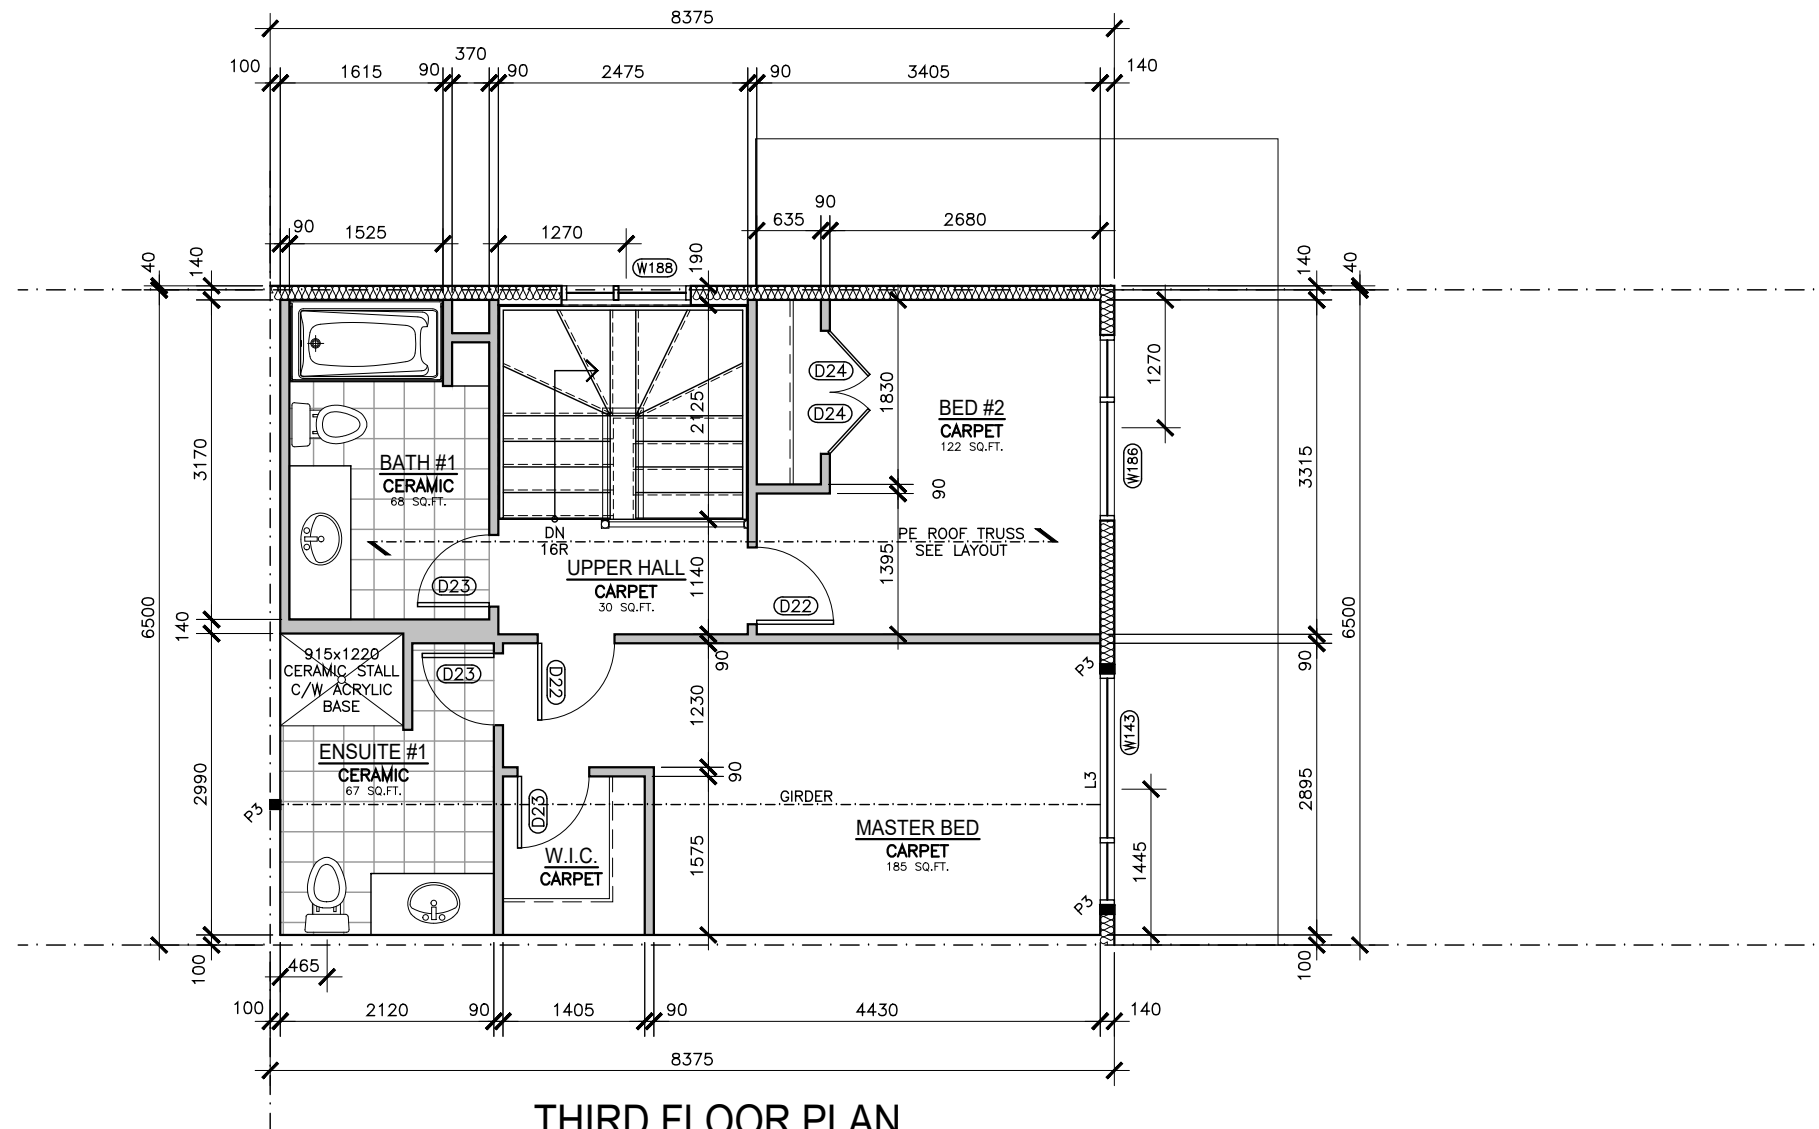 8375
370
100
1615
90
90
2475
90
3405
140
90
90
1525
1270
635
2680
W188
190
40
140
140
40
D24
D24
1830
2125
1270
BED #2
CARPET
122 SQ.FT.
3170
BATH #1
CERAMIC
68 SQ.FT.
W186
3315
90
DN
16R
PE ROOF TRUSS
SEE LAYOUT
UPPER HALL
CARPET
30 SQ.FT.
1140
1395
D23
D22
6500
140
6500
915x1220
CERAMIC STALL
C/W ACRYLIC
BASE
D23
D22
90
P3
90
1230
W143
ENSUITE #1
CERAMIC
67 SQ.FT.
2990
90
L3
2895
P3
GIRDER
D23
MASTER BED
CARPET
185 SQ.FT.
W.I.C.
CARPET
1575
1445
P3
100
465
100
100
2120
90
1405
90
4430
140
8375
THIRD FLOOR PLAN